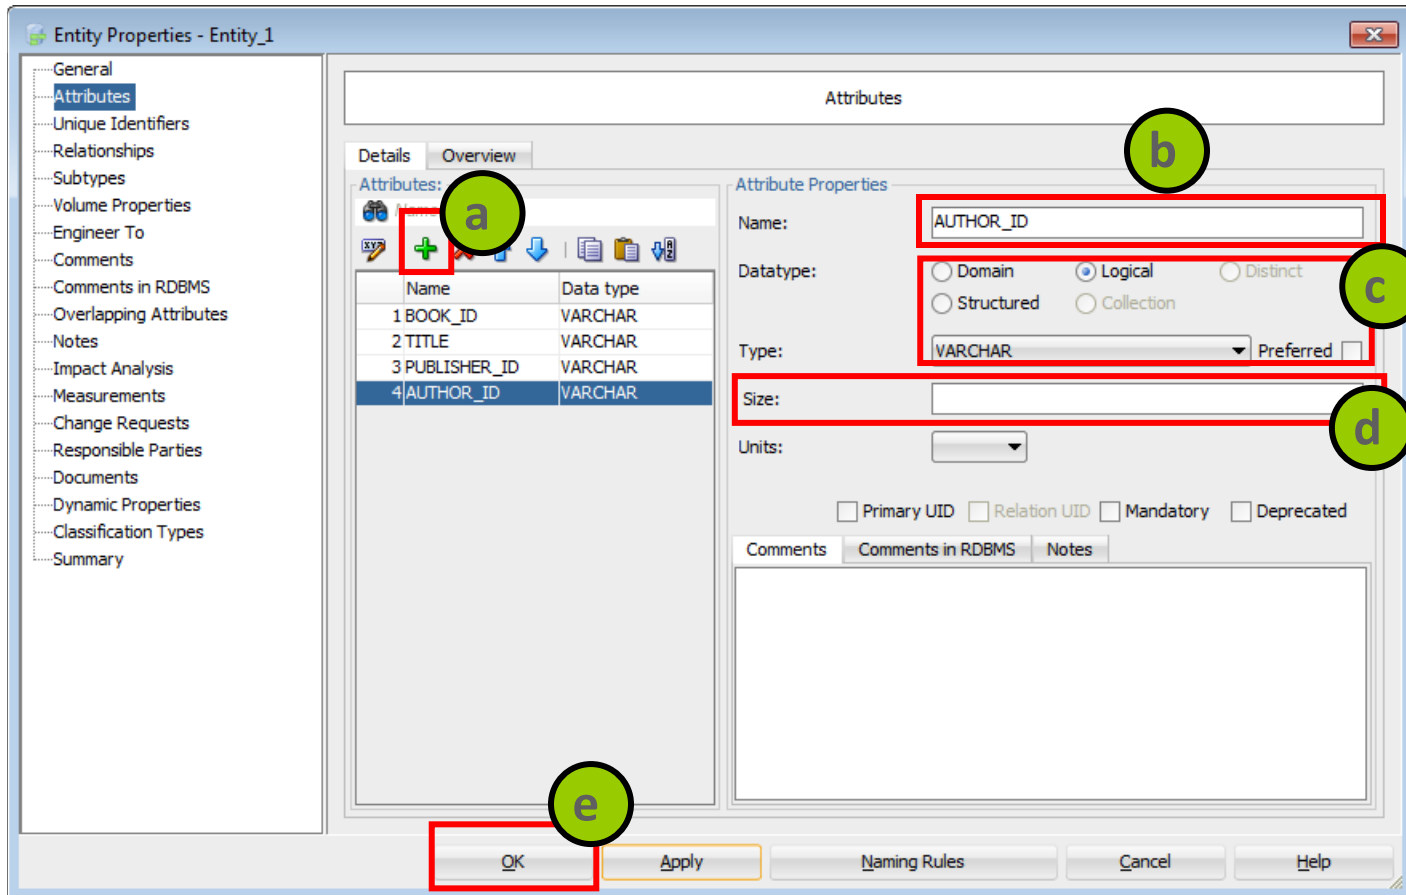 Entity Properties - Entity_1
General
Attributes
Unique Identifiers
Relationships
Subtypes
Volume Properties
Engineer To
Comments
Comments in RDBMS
Overlapping Attributes
Notes
Impact Analysis
Measurements
Change Requests
Responsible Parties
Documents
Dynamic Properties
Classification Types
Summary
Attributes
Details Overview
Attributes:
a
Name Data type
1 BOOK_ID VARCHAR
2 TITLE VARCHAR
3 PUBLISHER_ID VARCHAR
4 AUTHOR_ID VARCHAR
b
Attribute Properties
Name: AUTHOR_ID
Datatype: Domain Logical Distinct
Structured Collection
c
Type: VARCHAR Preferred
Size:
d
Units:
Primary UID Relation UID Mandatory Deprecated
Comments Comments in RDBMS Notes
e
OK Apply Naming Rules Cancel Help